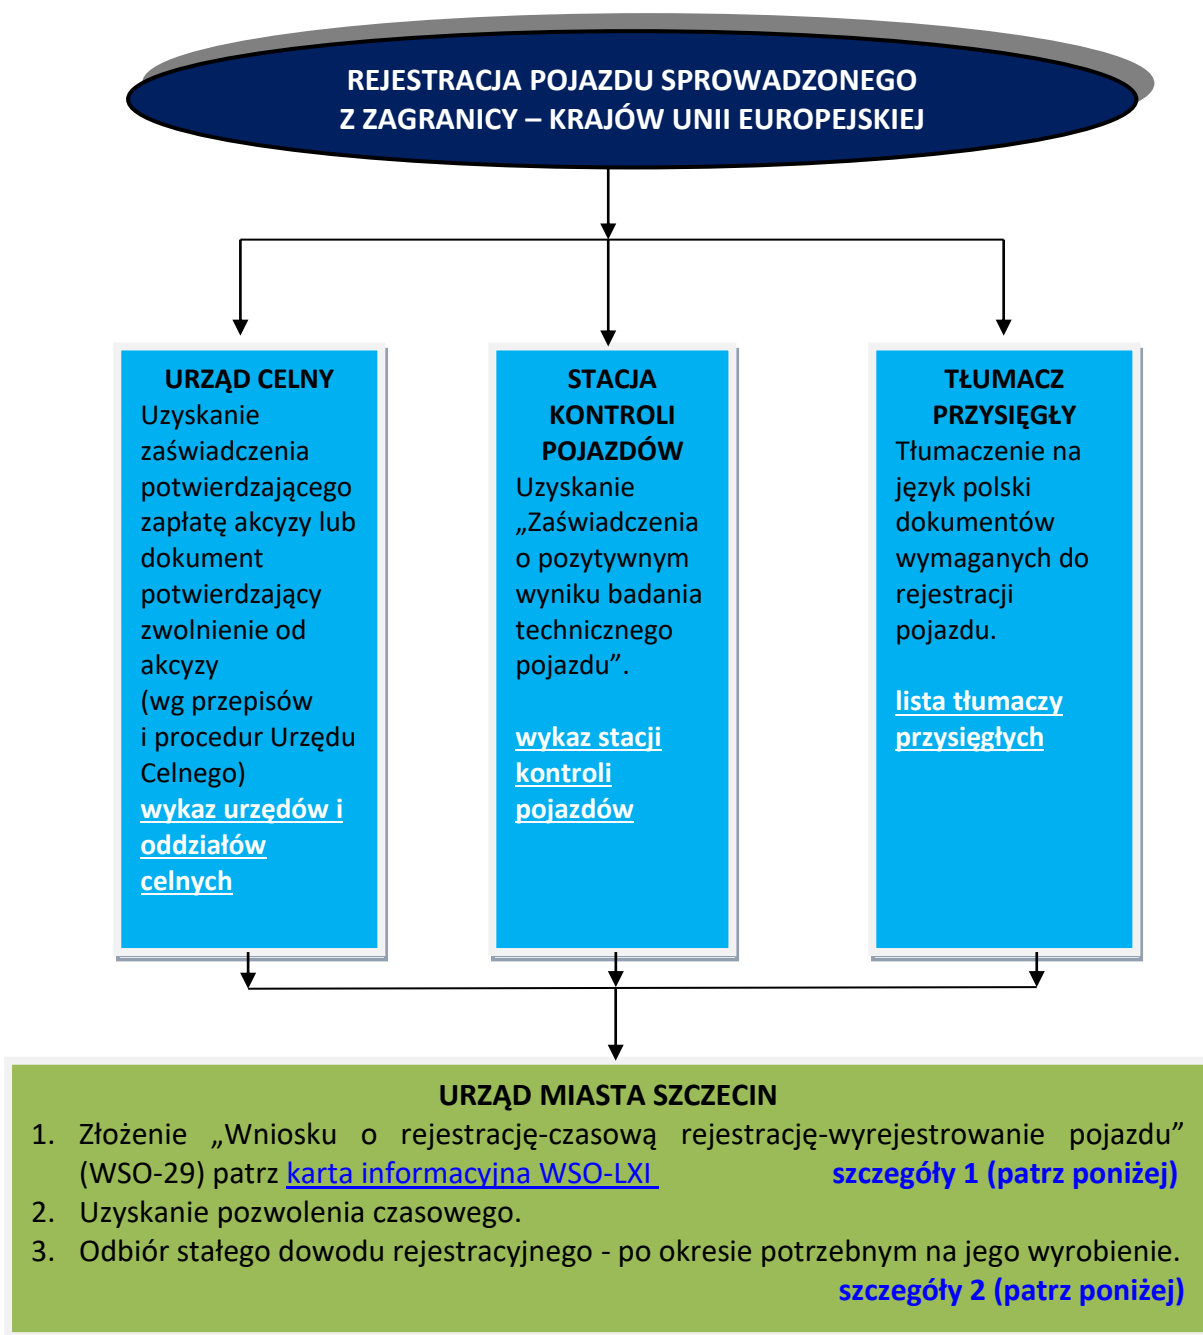 REJESTRACJA POJAZDU SPROWADZONEGO
Z ZAGRANICY – KRAJÓW UNII EUROPEJSKIEJ
URZĄD CELNY
Uzyskanie
zaświadczenia
potwierdzającego
zapłatę akcyzy lub
dokument
potwierdzający
zwolnienie od
akcyzy
(wg przepisów
i procedur Urzędu
Celnego)
wykaz urzędów i
oddziałów
celnych
STACJA
KONTROLI
POJAZDÓW
Uzyskanie
„Zaświadczenia
o pozytywnym
wyniku badania
technicznego
pojazdu”.
wykaz stacji
kontroli
pojazdów
TŁUMACZ
PRZYSIĘGŁY
Tłumaczenie na
język polski
dokumentów
wymaganych do
rejestracji
pojazdu.
lista tłumaczy
przysięgłych
URZĄD MIASTA SZCZECIN
1. Złożenie „Wniosku o rejestrację-czasową rejestrację-wyrejestrowanie pojazdu”
(WSO-29) patrz karta informacyjna WSO-LXI szczegóły 1 (patrz poniżej)
2. Uzyskanie pozwolenia czasowego.
3. Odbiór stałego dowodu rejestracyjnego - po okresie potrzebnym na jego wyrobienie.
szczegóły 2 (patrz poniżej)